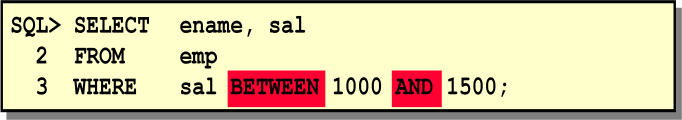 SQL> SELECT ename, sal
2 FROM emp
3 WHERE sal BETWEEN 1000 AND 1500;